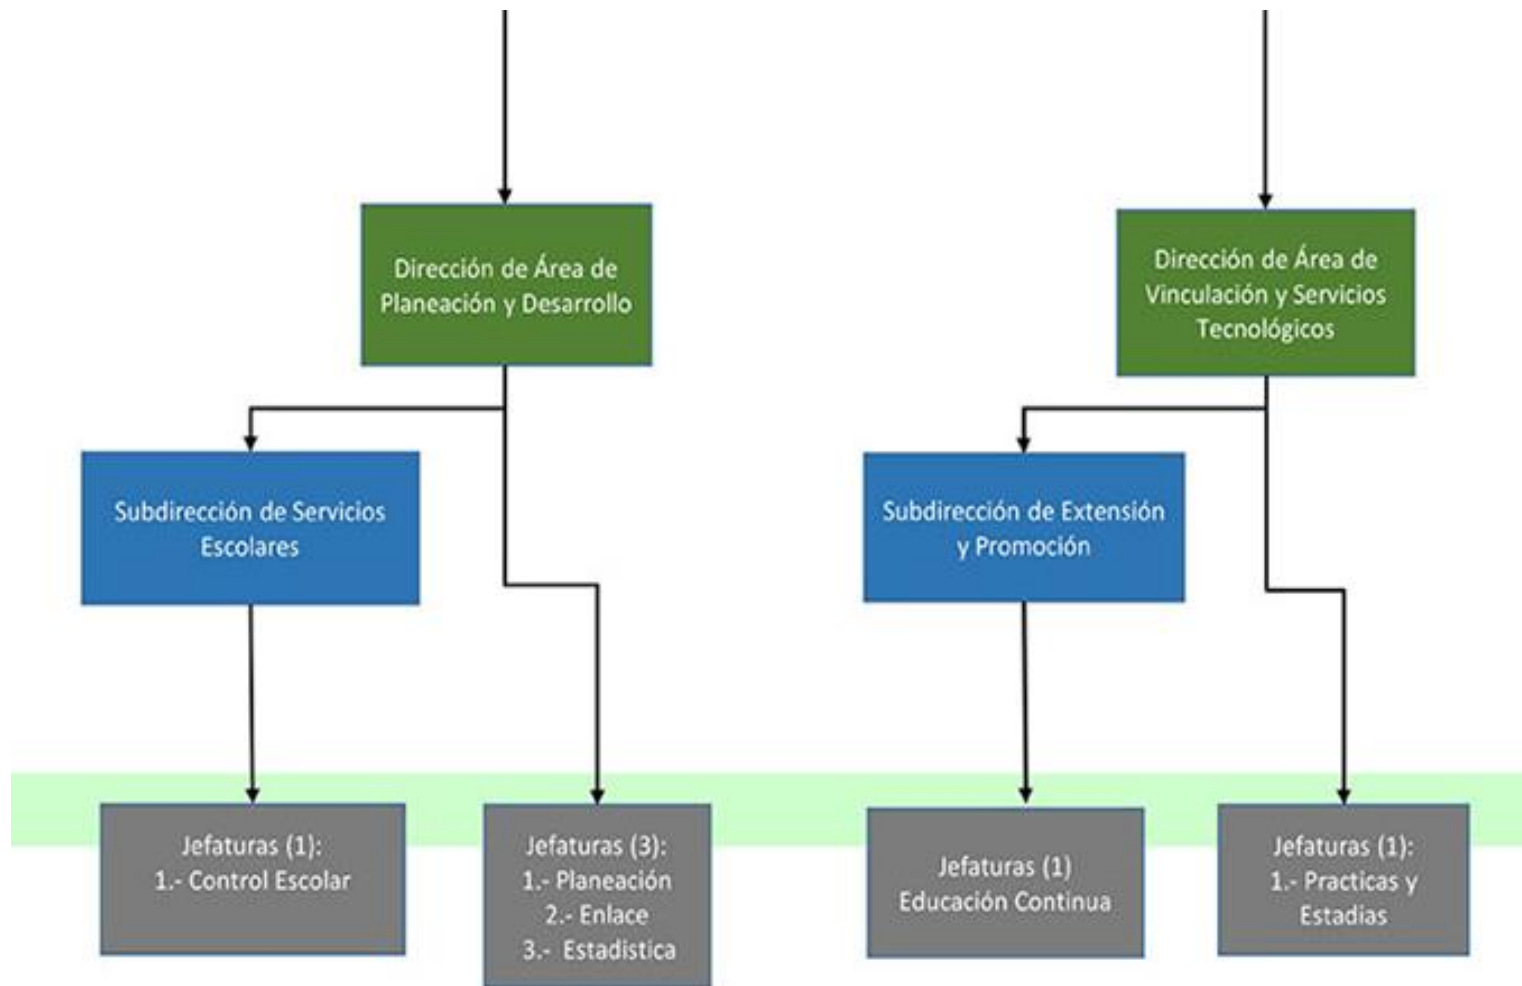 Dirección de Área de
Planeación y Desarrollo
Dirección de Área de
Vinculación y Servicios
Tecnológicos
Subdirección de Servicios
Escolares
Subdirección de Extensión
y Promoción
Jefaturas (1):
1.- Control Escolar
Jefaturas (3):
1.- Planeación
2.- Enlace
3.- Estadistica
Jefaturas (1)
Educación Continua
Jefaturas (1):
1.- Practicas y
Estadias